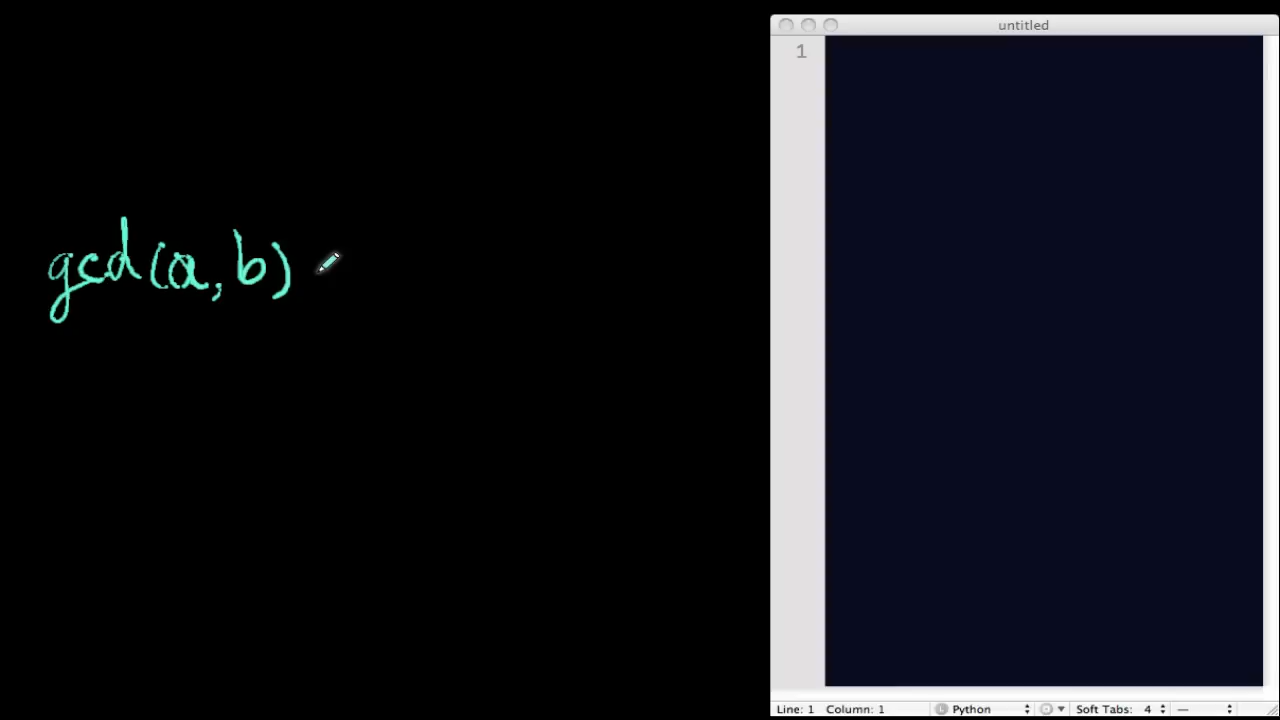 untitled
1
gcd(a,b)
Line: 1 Column: 1 Python Soft Tabs: 4 —